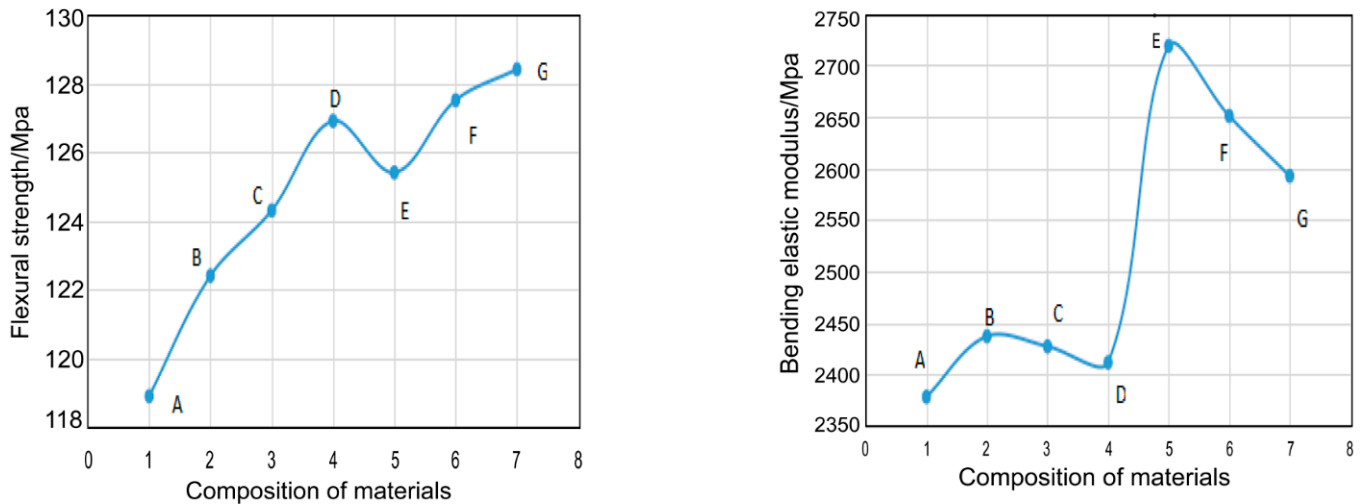 130
128
126
124
122
120
118
Flexural strength/Mpa
A
B
C
D
E
F
G
0 1 2 3 4 5 6 7 8
Composition of materials
2750
2700
2650
2600
2550
2500
2450
2400
2350
Bending elastic modulus/Mpa
A
B
C
D
E
F
G
0 1 2 3 4 5 6 7 8
Composition of materials